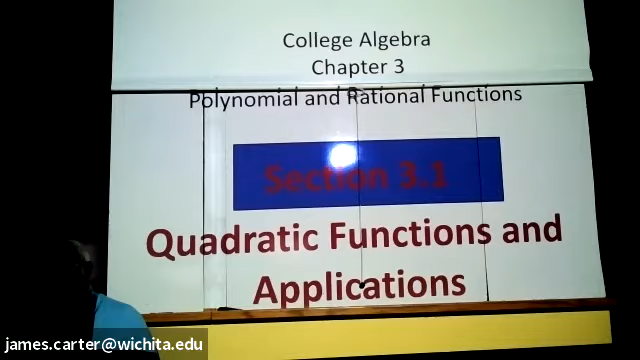 College Algebra
Chapter 3
Polynomial and Rational Functions
Section 3.1
Quadratic Functions and
Applications
james.carter@wichita.edu